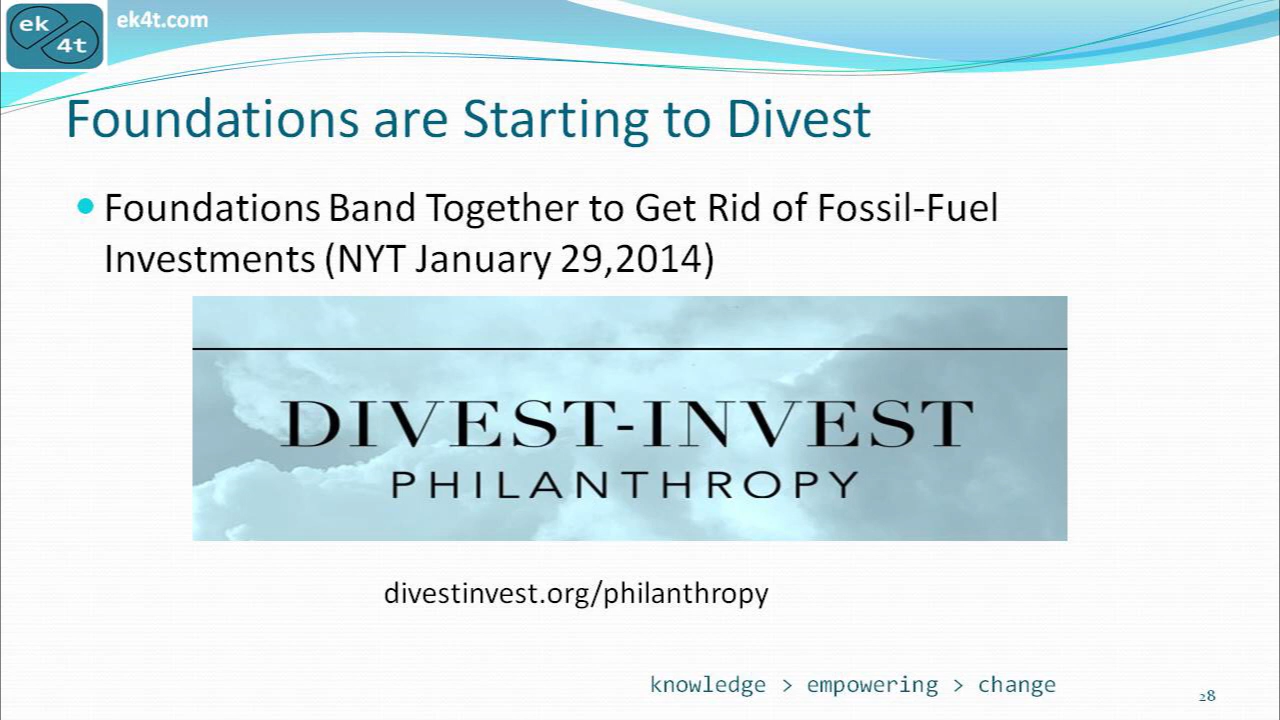 ek
4t
ek4t.com
Foundations are Starting to Divest
Foundations Band Together to Get Rid of Fossil-Fuel
Investments (NYT January 29,2014)
DIVEST-INVEST
PHILANTHROPY
divestinvest.org/philanthropy
knowledge > empowering > change
28